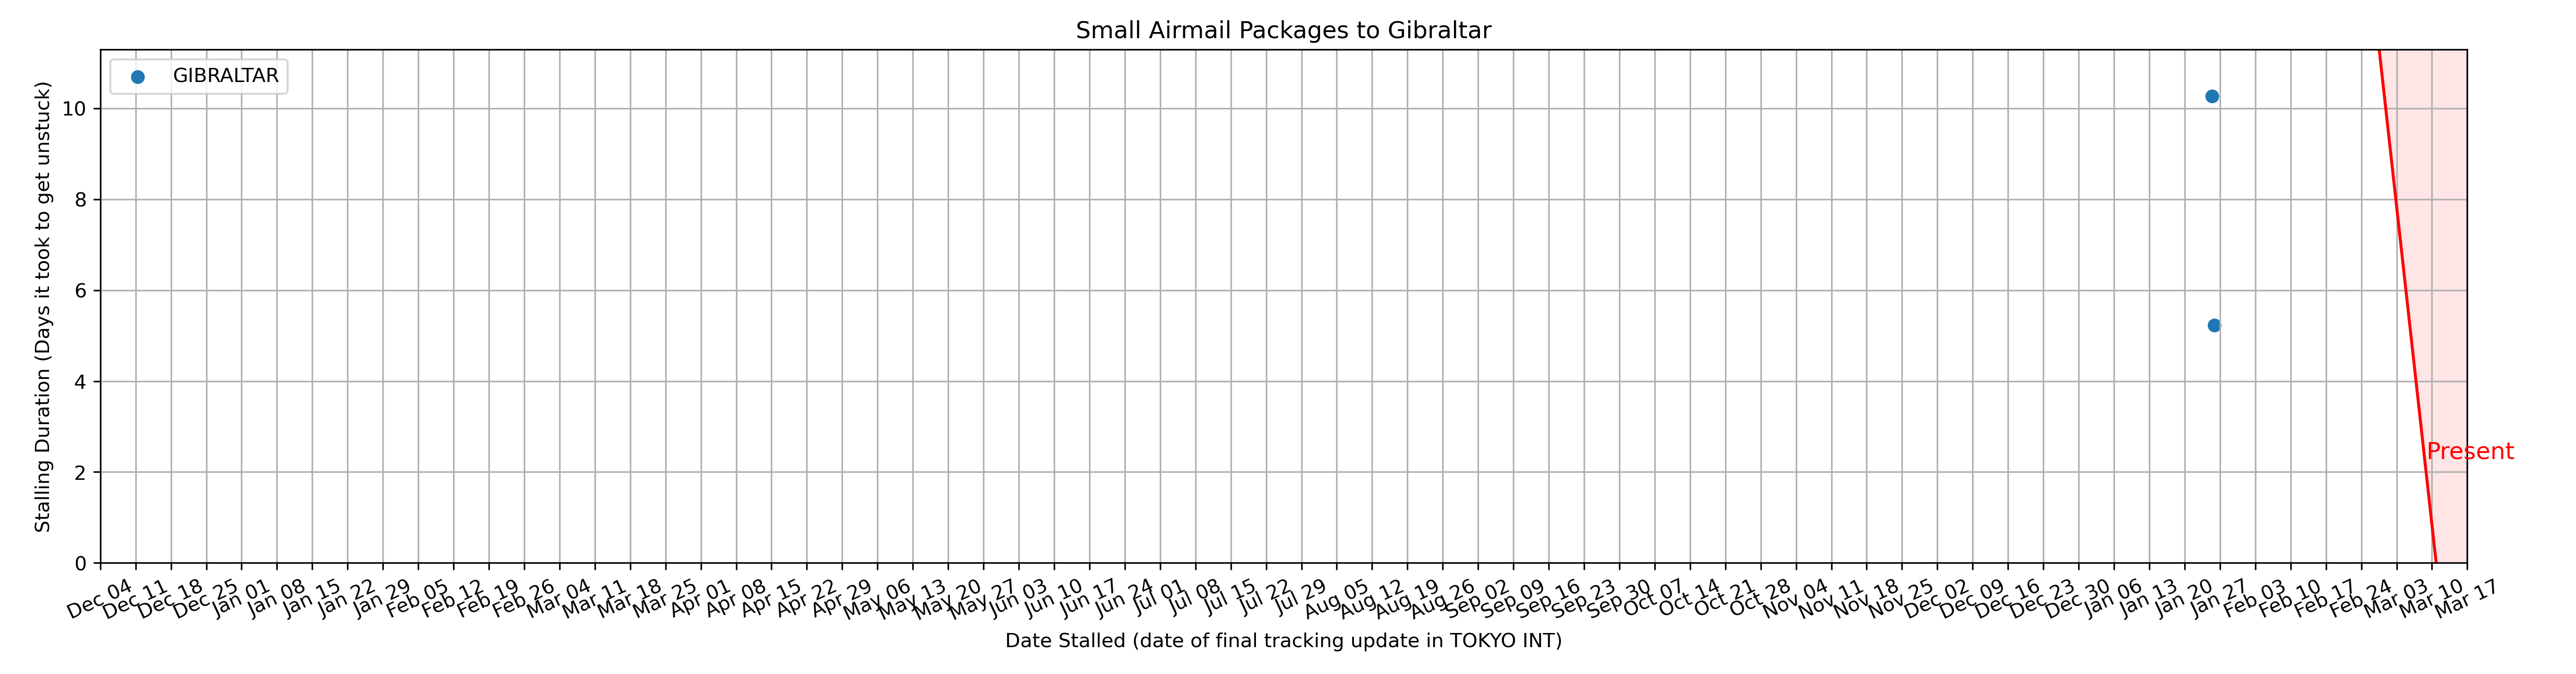 Small Airmail Packages to Gibraltar
GIBRALTAR
Stalling Duration (Days it took to get unstuck)
10
8
6
4
2
0
Present
Dec 04
Dec 11
Dec 18
Dec 25
Jan 01
Jan 08
Jan 15
Jan 22
Jan 29
Feb 05
Feb 12
Feb 19
Feb 26
Mar 04
Mar 11
Mar 18
Mar 25
Apr 01
Apr 08
Apr 15
Apr 22
Apr 29
May 06
May 13
May 20
May 27
Jun 03
Jun 10
Jun 17
Jun 24
Jul 01
Jul 08
Jul 15
Jul 22
Jul 29
Aug 05
Aug 12
Aug 19
Aug 26
Sep 02
Sep 09
Sep 16
Sep 23
Sep 30
Oct 07
Oct 14
Oct 21
Oct 28
Nov 04
Nov 11
Nov 18
Nov 25
Dec 02
Dec 09
Dec 16
Dec 23
Dec 30
Jan 06
Jan 13
Jan 20
Jan 27
Feb 03
Feb 10
Feb 17
Feb 24
Mar 03
Mar 10
Mar 17
Date Stalled (date of final tracking update in TOKYO INT)